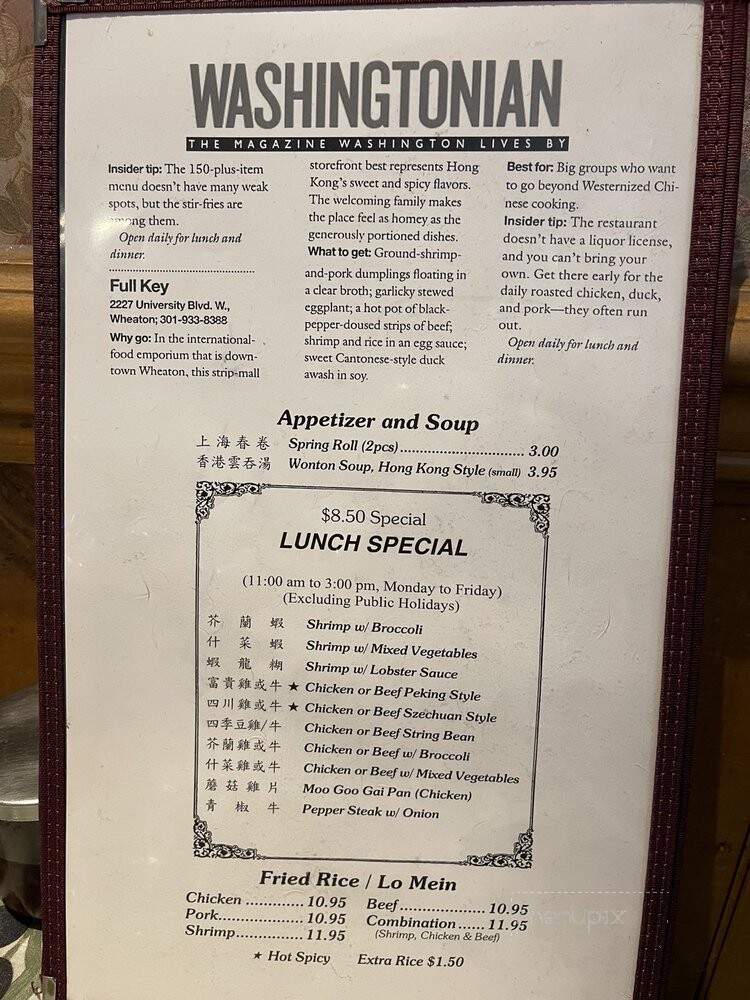 WASHINGTONIAN
THE MAGAZINE WASHINGTON LIVES BY
Insider tip: The 150-plus-item
menu doesn't have many weak
spots, but the stir-fries are
among them.
Open daily for lunch and
dinner.
Full Key
2227 University Blvd. W.,
Wheaton; 301-933-8388
Why go: In the international-
food emporium that is down-
town Wheaton, this strip-mall
storefront best represents Hong
Kong's sweet and spicy flavors.
The welcoming family makes
the place feel as homey as the
generously portioned dishes.
What to get: Ground-shrimp-
and-pork dumplings floating in
a clear broth; garlicky stewed
eggplant; a hot pot of black-
pepper-doused strips of beef;
shrimp and rice in an egg sauce;
sweet Cantonese-style duck
awash in soy.
Best for: Big groups who want
to go beyond Westernized Chi-
nese cooking.
Insider tip: The restaurant
doesn't have a liquor license,
and you can't bring your
own. Get there early for the
daily roasted chicken, duck,
and pork—they often run
out.
Open daily for lunch and
dinner.
Appetizer and Soup
上海春卷 Spring Roll (2pcs).............................. 3.00
香港雲吞湯 Wonton Soup, Hong Kong Style (small) 3.95
$8.50 Special
LUNCH SPECIAL
(11:00 am to 3:00 pm, Monday to Friday)
(Excluding Public Holidays)
芥蘭蝦 Shrimp w/ Broccoli
什菜蝦 Shrimp w/ Mixed Vegetables
蝦龍糊 Shrimp w/ Lobster Sauce
富貴雞或牛 ★ Chicken or Beef Peking Style
四川雞或牛 ★ Chicken or Beef Szechuan Style
四季豆雞/牛 Chicken or Beef String Bean
芥蘭雞或牛 Chicken or Beef w/ Broccoli
什菜雞或牛 Chicken or Beef w/ Mixed Vegetables
蘑菇雞片 Moo Goo Gai Pan (Chicken)
青椒牛 Pepper Steak w/ Onion
Fried Rice / Lo Mein
Chicken ............. 10.95 Beef................... 10.95
Pork................... 10.95 Combination...... 11.95
Shrimp............... 11.95 (Shrimp, Chicken & Beef)
★ Hot Spicy Extra Rice $1.50
menupix